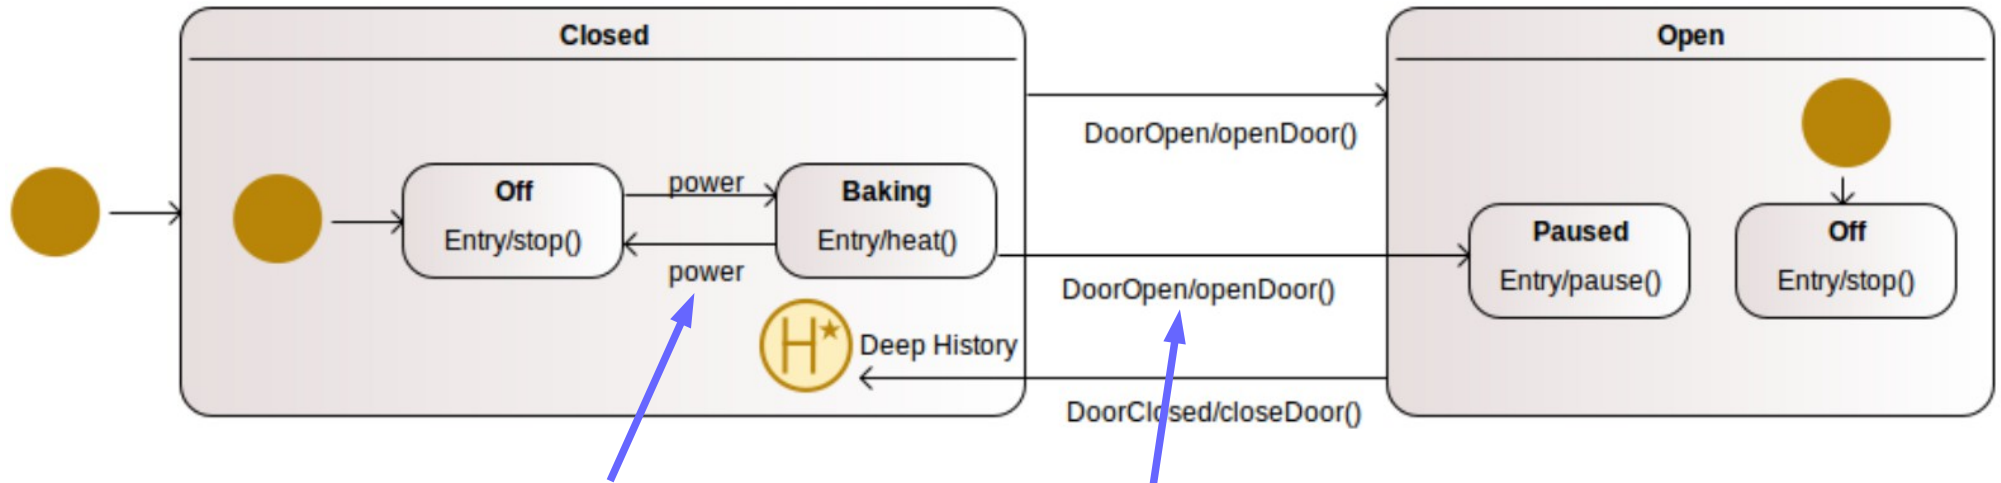 Closed
Open
Off
Entry/stop()
power
power
Baking
Entry/heat()
H★
Deep History
DoorOpen/openDoor()
DoorOpen/openDoor()
DoorClosed/closeDoor()
Paused
Entry/pause()
Off
Entry/stop()